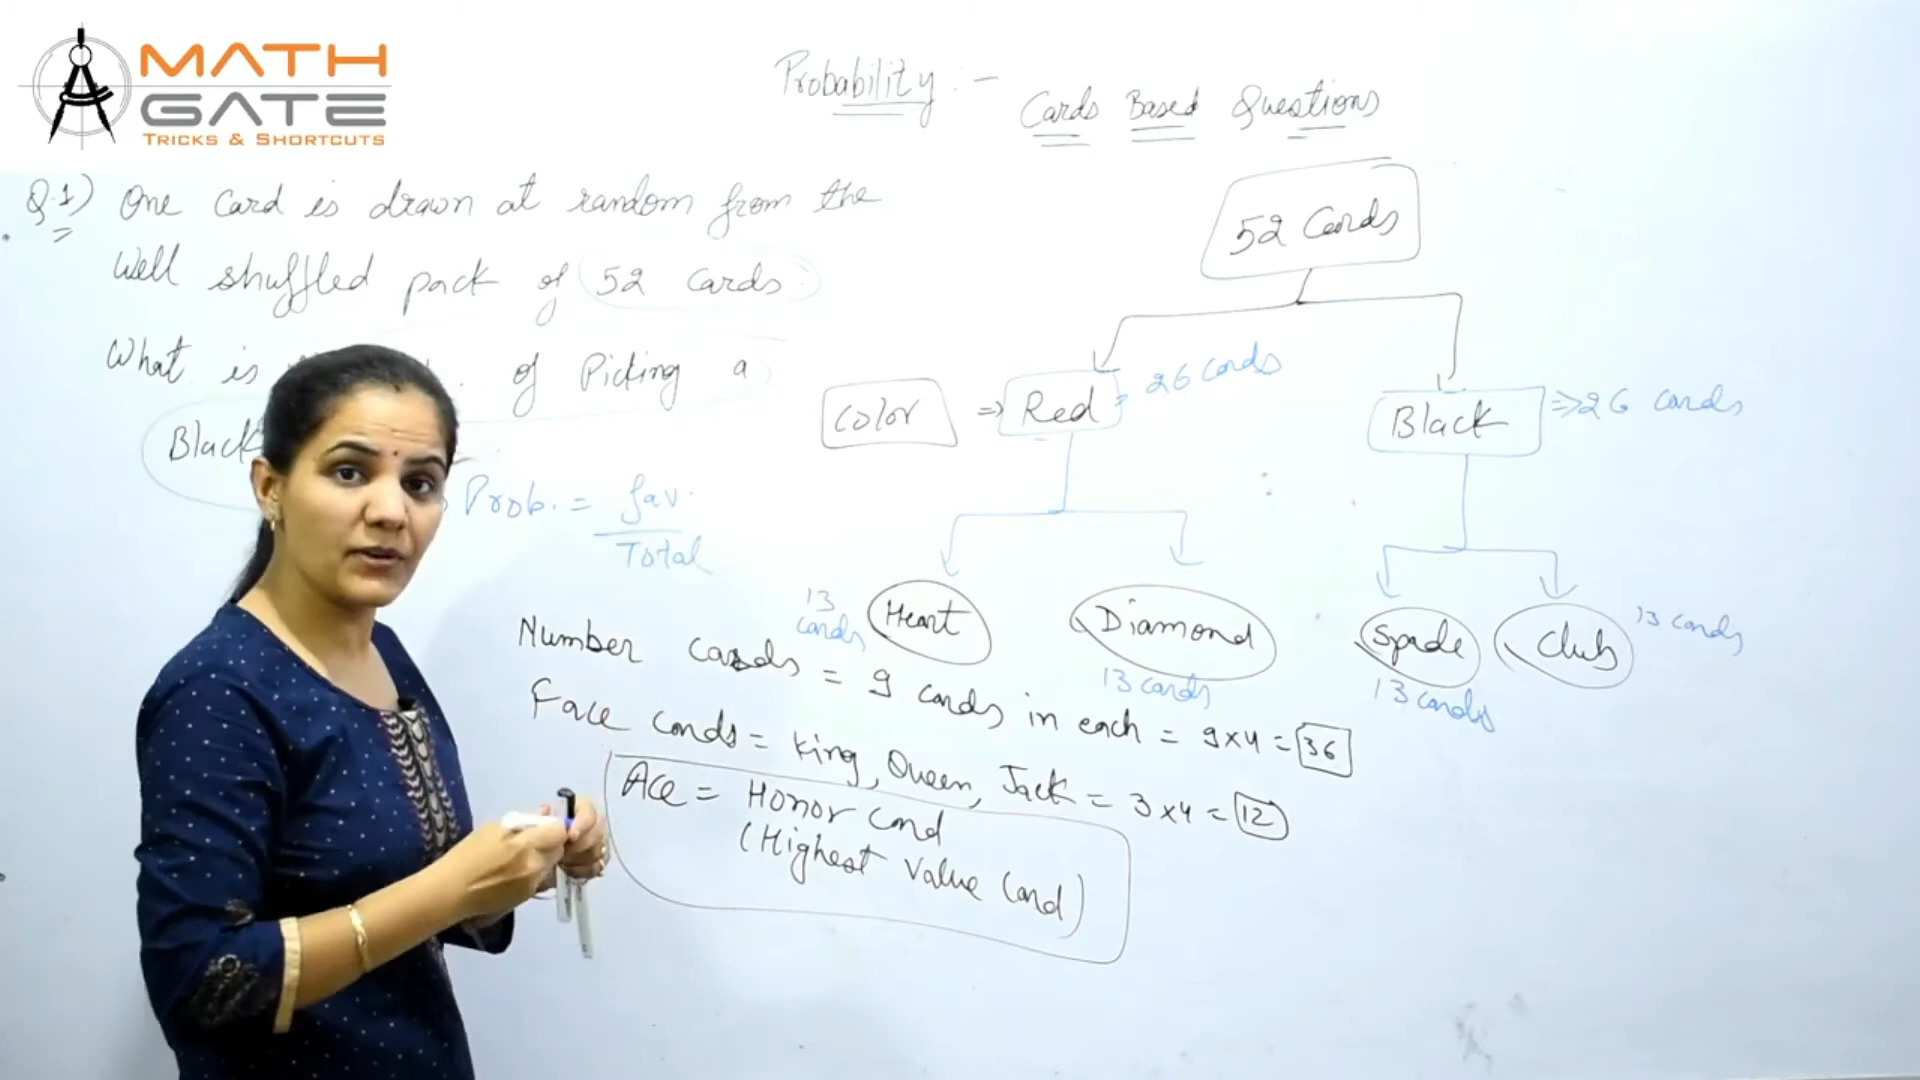 MATH
GATE
TRICKS & SHORTCUTS
Probability :-
Cards Based Questions
Q.1) One card is drawn at random from the
Well shuffled pack of 52 cards
What is of Picking a
Black
Prob. = fav.
Total
52 Cards
Color ⇒ Red = 26 cards
Black ⇒ 26 cards
Heart
13 cards
Diamond
13 cards
Spade
13 cards
Club
13 cards
Number cards = 9 cards in each = 9x4 = 36
Face cards = king, Queen, Jack = 3x4 = 12
Ace = Honor card
(Highest Value Card)